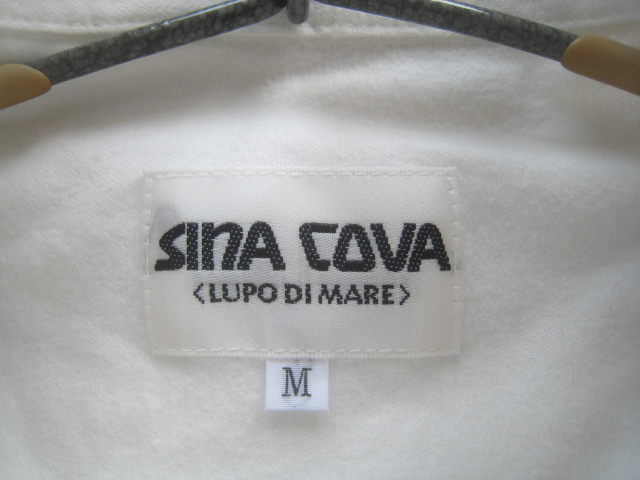 SINA COVA
<LUPO DI MARE>
M